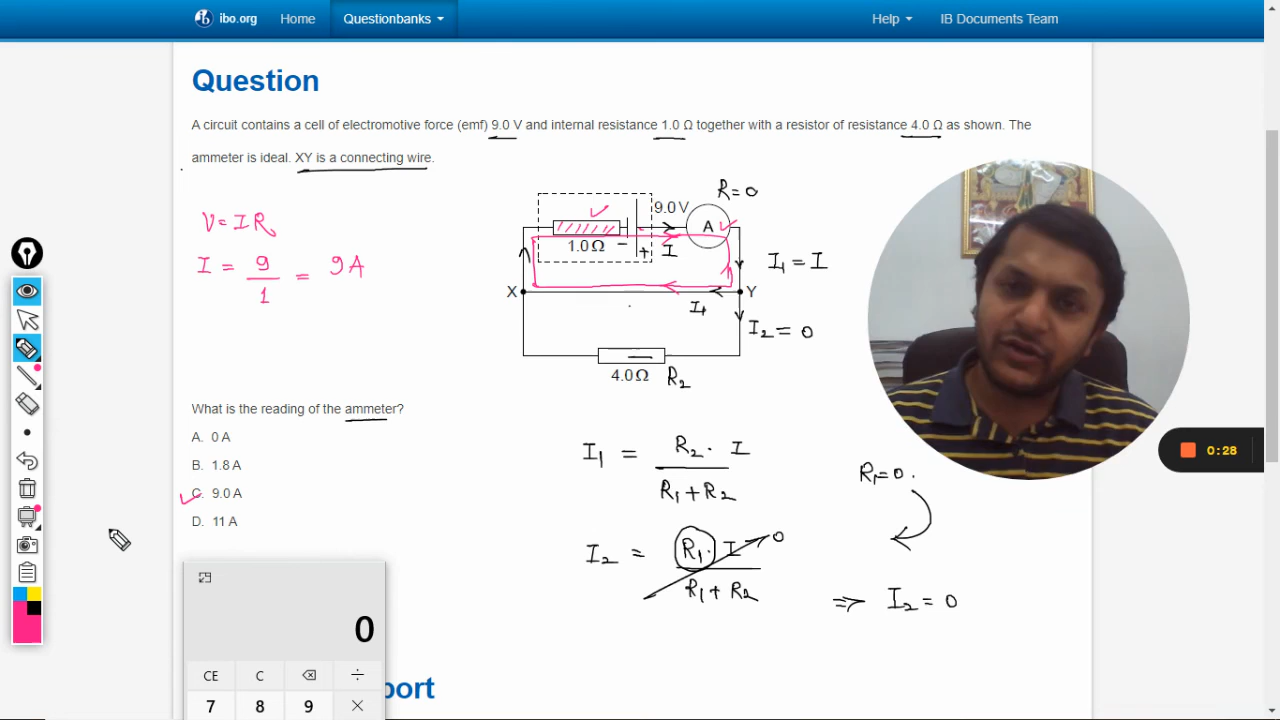 ibo.org Home Questionbanks Help IB Documents Team
Question
A circuit contains a cell of electromotive force (emf) 9.0 V and internal resistance 1.0 Ω together with a resistor of resistance 4.0 Ω as shown. The
ammeter is ideal. XY is a connecting wire.
R=0
9.0 V
A
1.0 Ω - + I
V=IR
I = 9/1 = 9A
I₁ = I
X Y
I₁
I₂ = 0
4.0 Ω R₂
What is the reading of the ammeter?
A. 0 A
B. 1.8 A
C. 9.0 A
D. 11 A
I₁ = R₂. I
R₁+R₂
R₁=0.
I₂ = R₁. I 0
R₁+R₂
⇒ I₂ = 0
0:28
0
CE C ⌫ ÷
7 8 9 ×
port